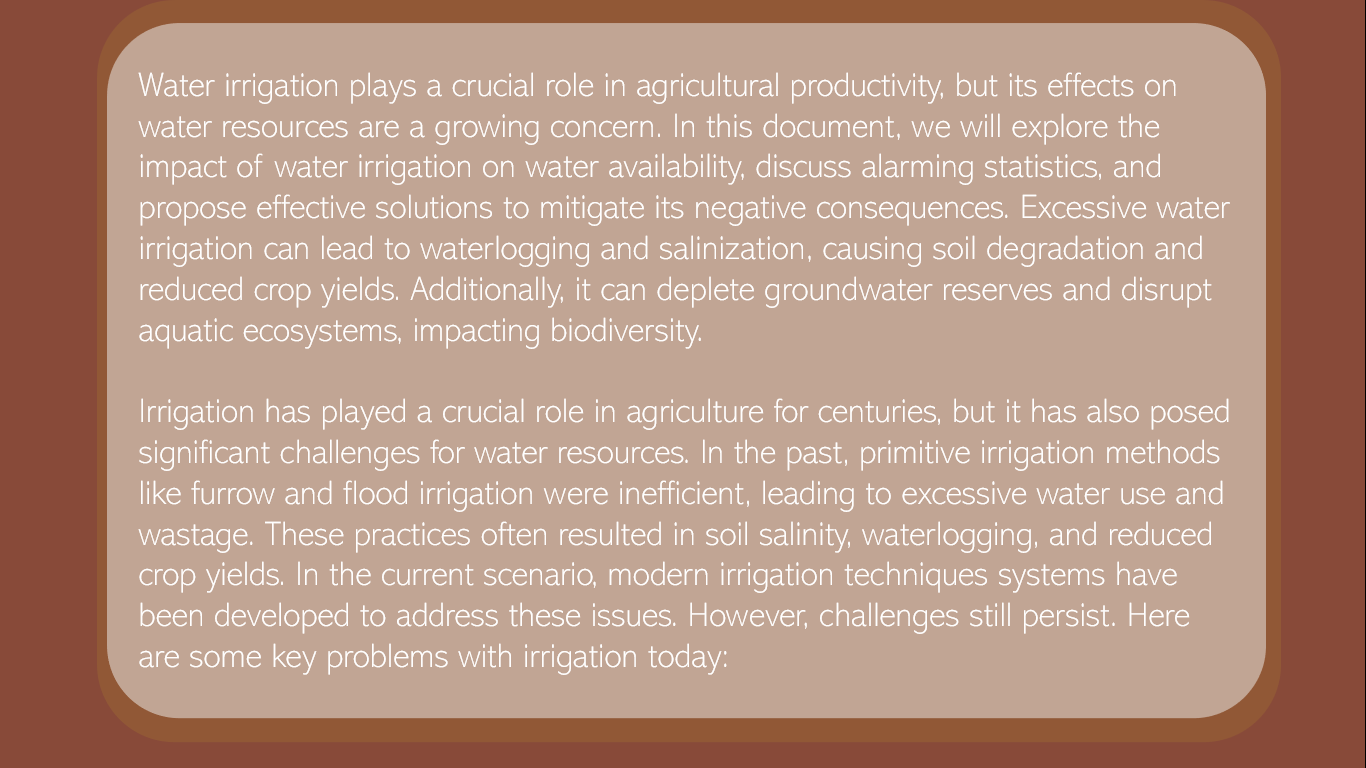 Water irrigation plays a crucial role in agricultural productivity, but its effects on
water resources are a growing concern. In this document, we will explore the
impact of water irrigation on water availability, discuss alarming statistics, and
propose effective solutions to mitigate its negative consequences. Excessive water
irrigation can lead to waterlogging and salinization, causing soil degradation and
reduced crop yields. Additionally, it can deplete groundwater reserves and disrupt
aquatic ecosystems, impacting biodiversity.
Irrigation has played a crucial role in agriculture for centuries, but it has also posed
significant challenges for water resources. In the past, primitive irrigation methods
like furrow and flood irrigation were inefficient, leading to excessive water use and
wastage. These practices often resulted in soil salinity, waterlogging, and reduced
crop yields. In the current scenario, modern irrigation techniques systems have
been developed to address these issues. However, challenges still persist. Here
are some key problems with irrigation today: